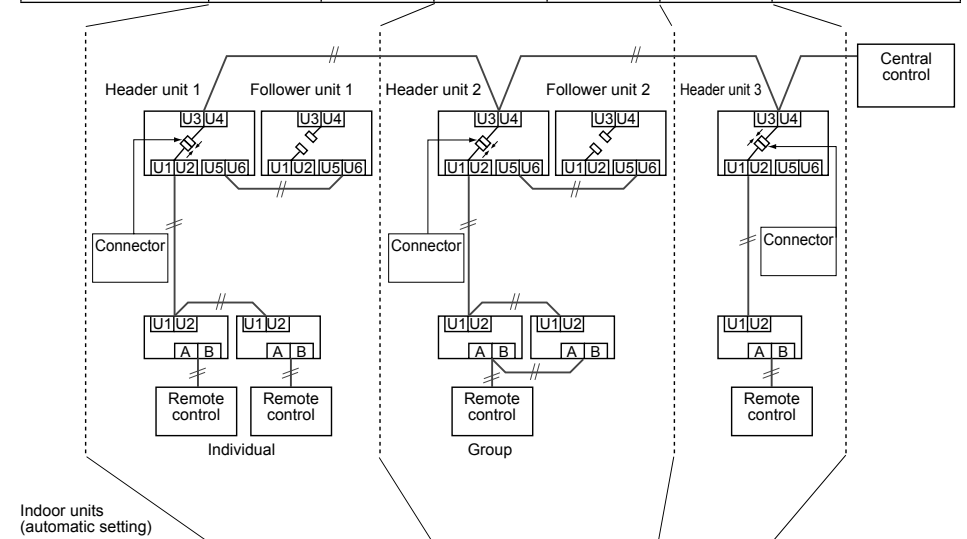 Central
control
Header unit 1
Follower unit 1
Header unit 2
Follower unit 2
Header unit 3
U3 U4
U3 U4
U3 U4
U3 U4
U3 U4
U1 U2 U5 U6
U1 U2 U5 U6
U1 U2 U5 U6
U1 U2 U5 U6
U1 U2 U5 U6
Connector
Connector
Connector
U1 U2
U1 U2
U1 U2
U1 U2
U1 U2
A B
A B
A B
A B
A B
Remote
control
Remote
control
Remote
control
Remote
control
Individual
Group
Indoor units
(automatic setting)